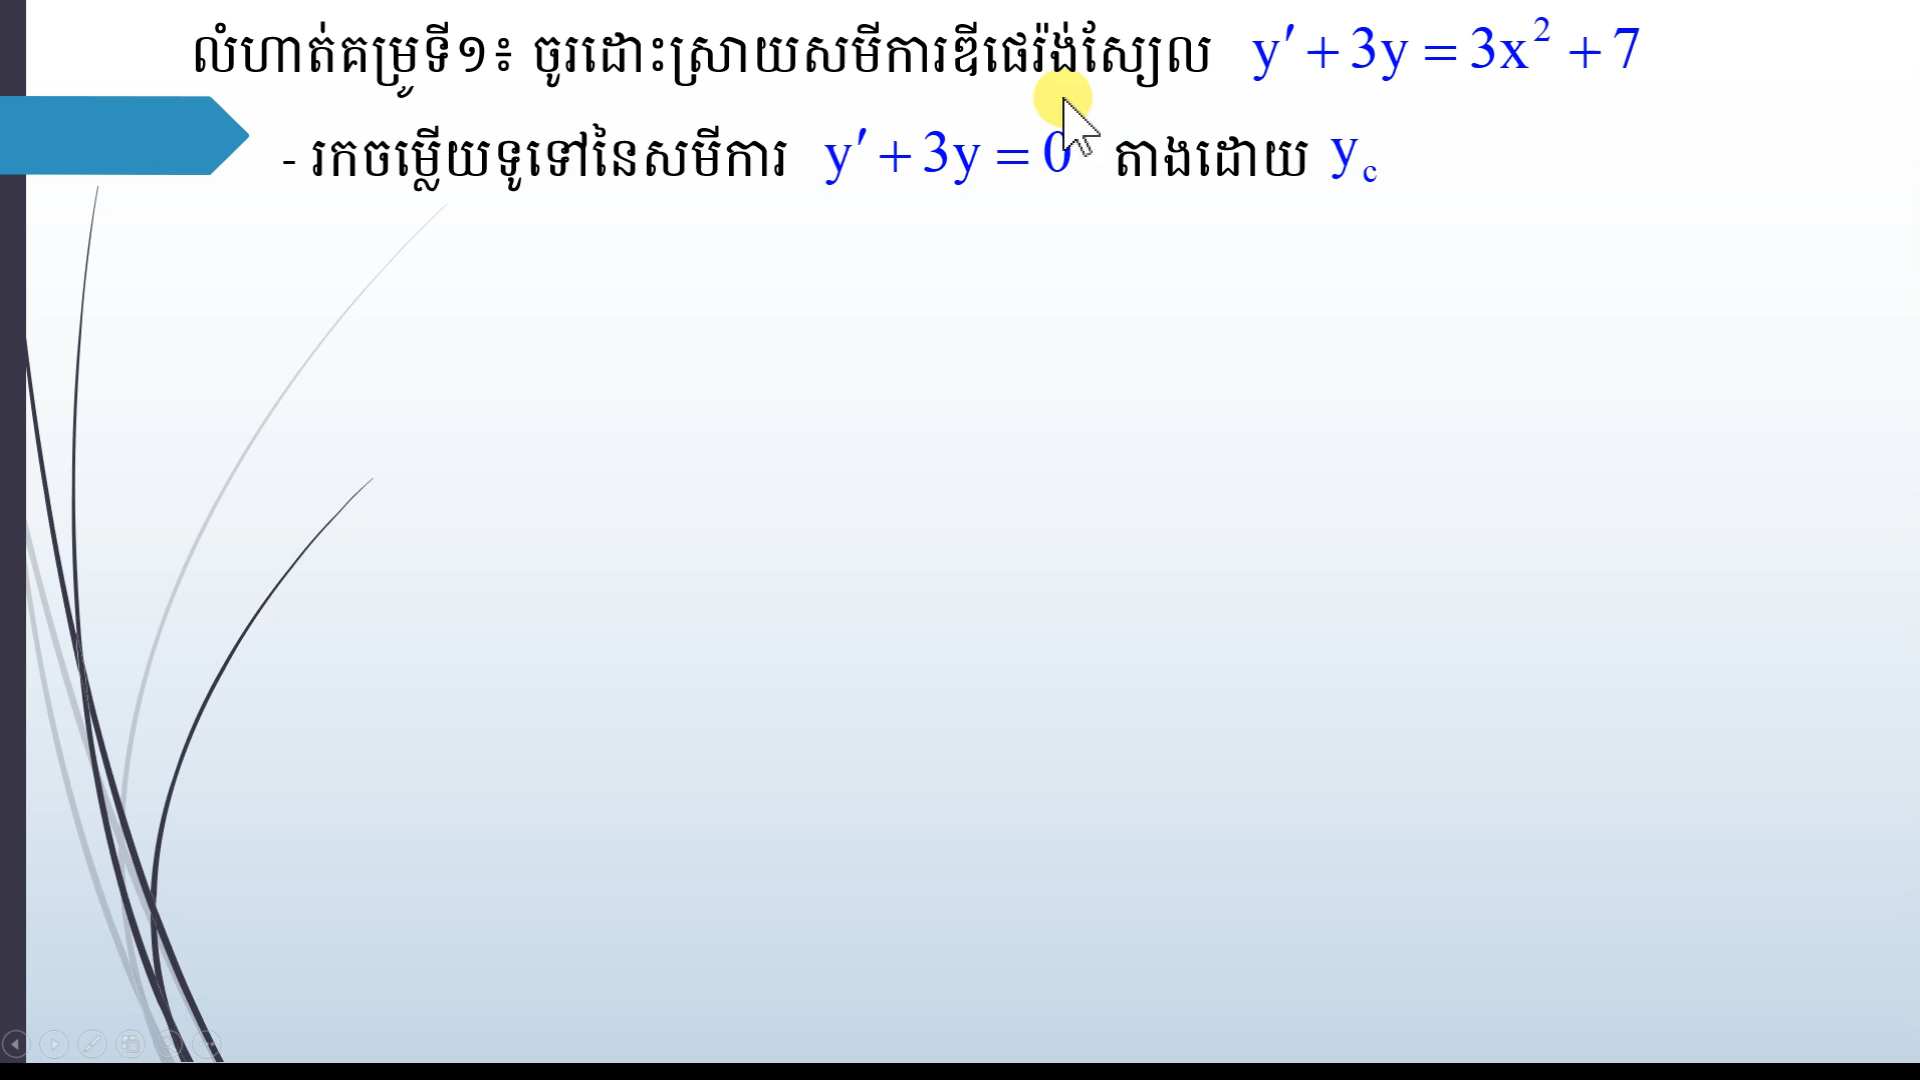 លំហាត់គម្រូទី១៖ ចូរដោះស្រាយសមីការឌីផេរ៉ង់ស្យែល y′ + 3y = 3x² + 7
- រកចម្លើយទូទៅនៃសមីការ y′ + 3y = 0 តាងដោយ y_c